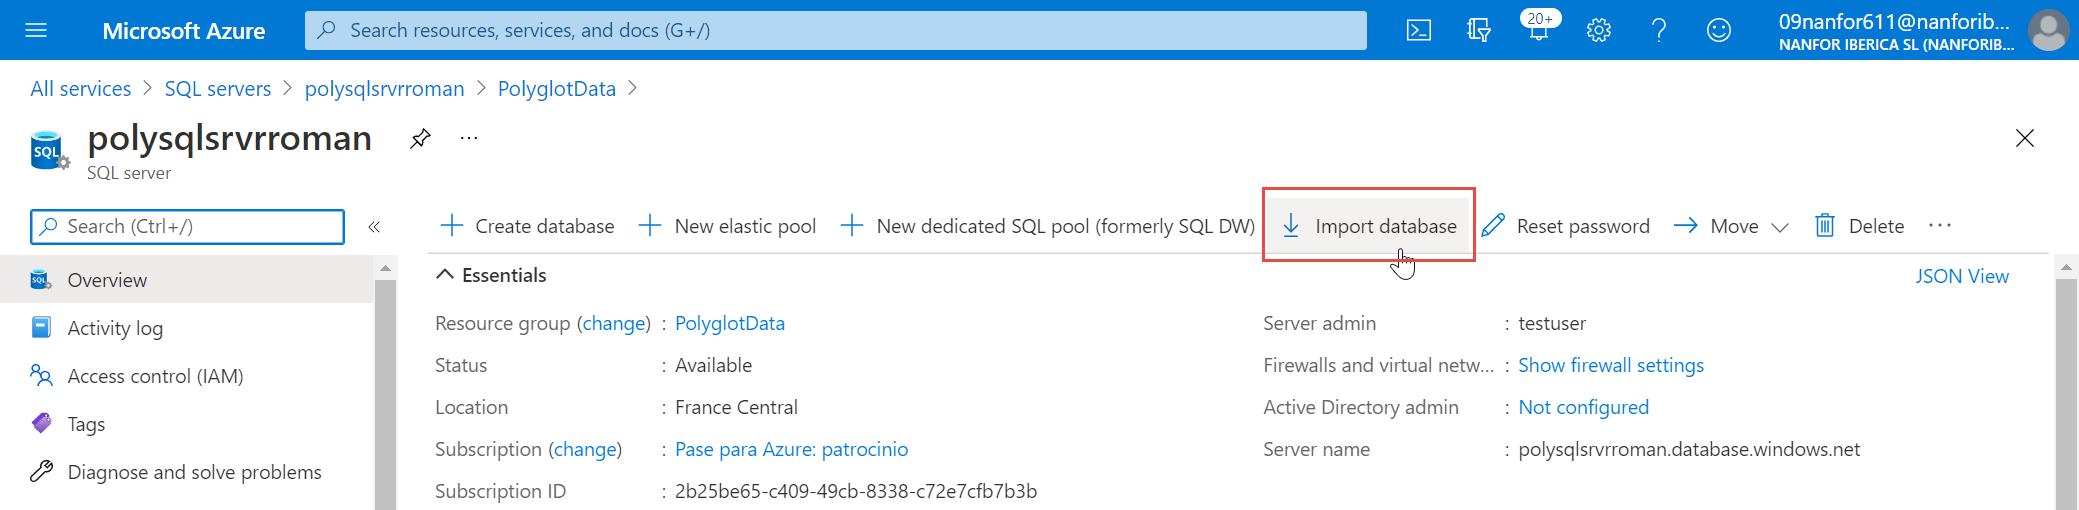 Microsoft Azure
Search resources, services, and docs (G+/)
20+
09nanfor611@nanforib...
NANFOR IBERICA SL (NANFORIB...
All services > SQL servers > polysqlsrvrroman > PolyglotData >
SQL
polysqlsrvrroman
...
SQL server
Search (Ctrl+/)
«
+ Create database
+ New elastic pool
+ New dedicated SQL pool (formerly SQL DW)
Import database
Reset password
Move
Delete
...
SQL
Overview
Activity log
Access control (IAM)
Tags
Diagnose and solve problems
Essentials
JSON View
Resource group (change) : PolyglotData
Status : Available
Location : France Central
Subscription (change) : Pase para Azure: patrocinio
Subscription ID : 2b25be65-c409-49cb-8338-c72e7cfb7b3b
Server admin : testuser
Firewalls and virtual netw... : Show firewall settings
Active Directory admin : Not configured
Server name : polysqlsrvrroman.database.windows.net